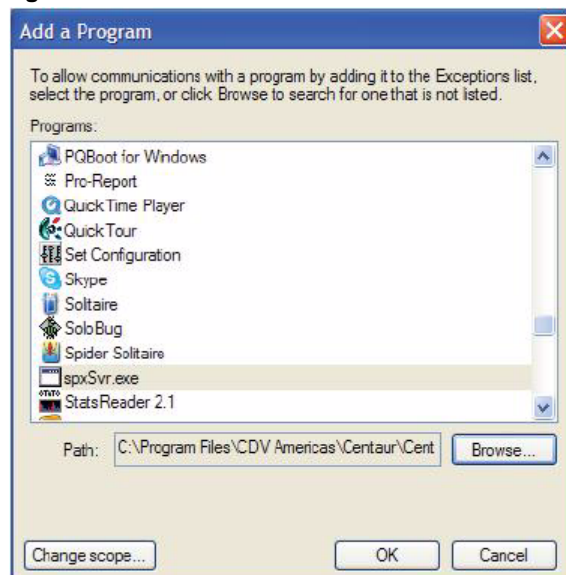 Add a Program
To allow communications with a program by adding it to the Exceptions list,
select the program, or click Browse to search for one that is not listed.
Programs:
PQBoot for Windows
Pro-Report
QuickTime Player
QuickTour
Set Configuration
Skype
Solitaire
SoloBug
Spider Solitaire
spxSvr.exe
StatsReader 2.1
Path: C:\Program Files\CDV Americas\Centaur\Cent Browse...
Change scope... OK Cancel